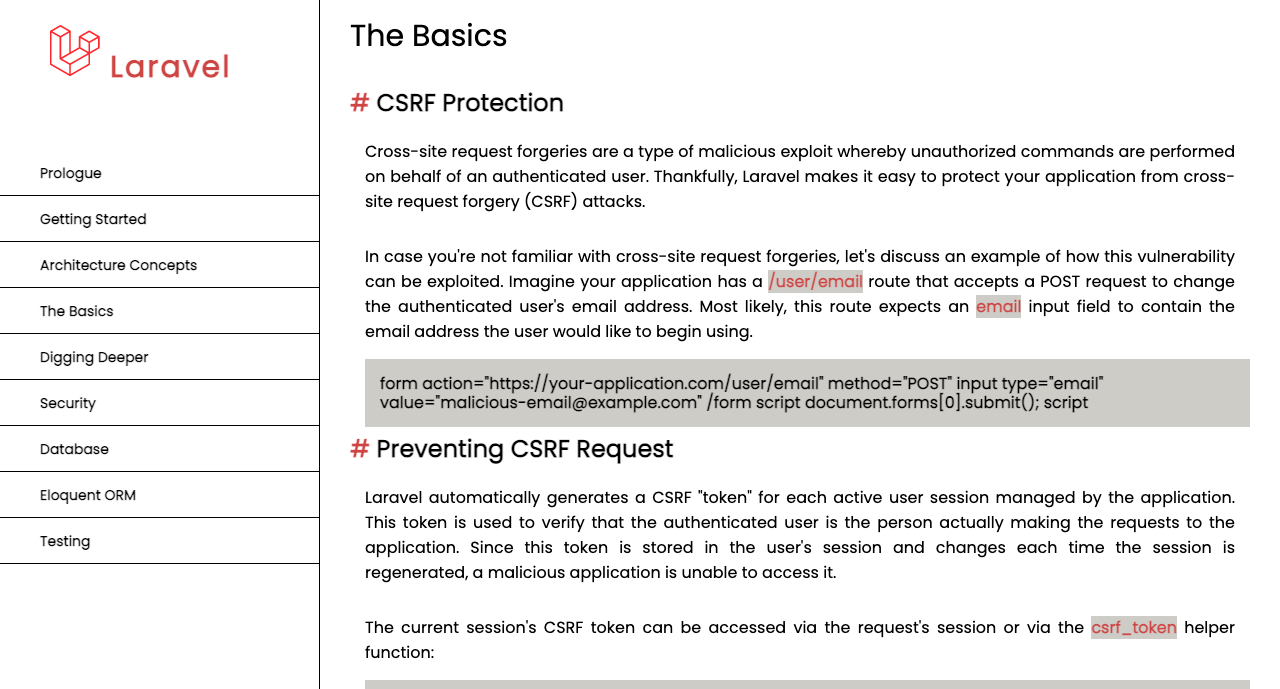 Laravel
Prologue
Getting Started
Architecture Concepts
The Basics
Digging Deeper
Security
Database
Eloquent ORM
Testing
The Basics
# CSRF Protection
Cross-site request forgeries are a type of malicious exploit whereby unauthorized commands are performed
on behalf of an authenticated user. Thankfully, Laravel makes it easy to protect your application from cross-
site request forgery (CSRF) attacks.
In case you're not familiar with cross-site request forgeries, let's discuss an example of how this vulnerability
can be exploited. Imagine your application has a /user/email route that accepts a POST request to change
the authenticated user's email address. Most likely, this route expects an email input field to contain the
email address the user would like to begin using.
form action="https://your-application.com/user/email" method="POST" input type="email"
value="malicious-email@example.com" /form script document.forms[0].submit(); script
# Preventing CSRF Request
Laravel automatically generates a CSRF "token" for each active user session managed by the application.
This token is used to verify that the authenticated user is the person actually making the requests to the
application. Since this token is stored in the user's session and changes each time the session is
regenerated, a malicious application is unable to access it.
The current session's CSRF token can be accessed via the request's session or via the csrf_token helper
function: